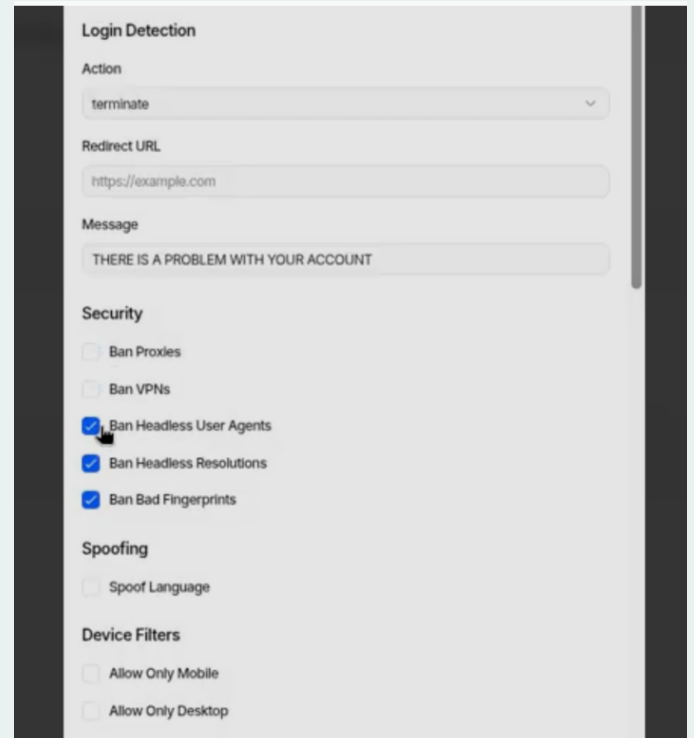 Login Detection
Action
terminate
Redirect URL
https://example.com
Message
THERE IS A PROBLEM WITH YOUR ACCOUNT
Security
Ban Proxies
Ban VPNs
Ban Headless User Agents
Ban Headless Resolutions
Ban Bad Fingerprints
Spoofing
Spoof Language
Device Filters
Allow Only Mobile
Allow Only Desktop